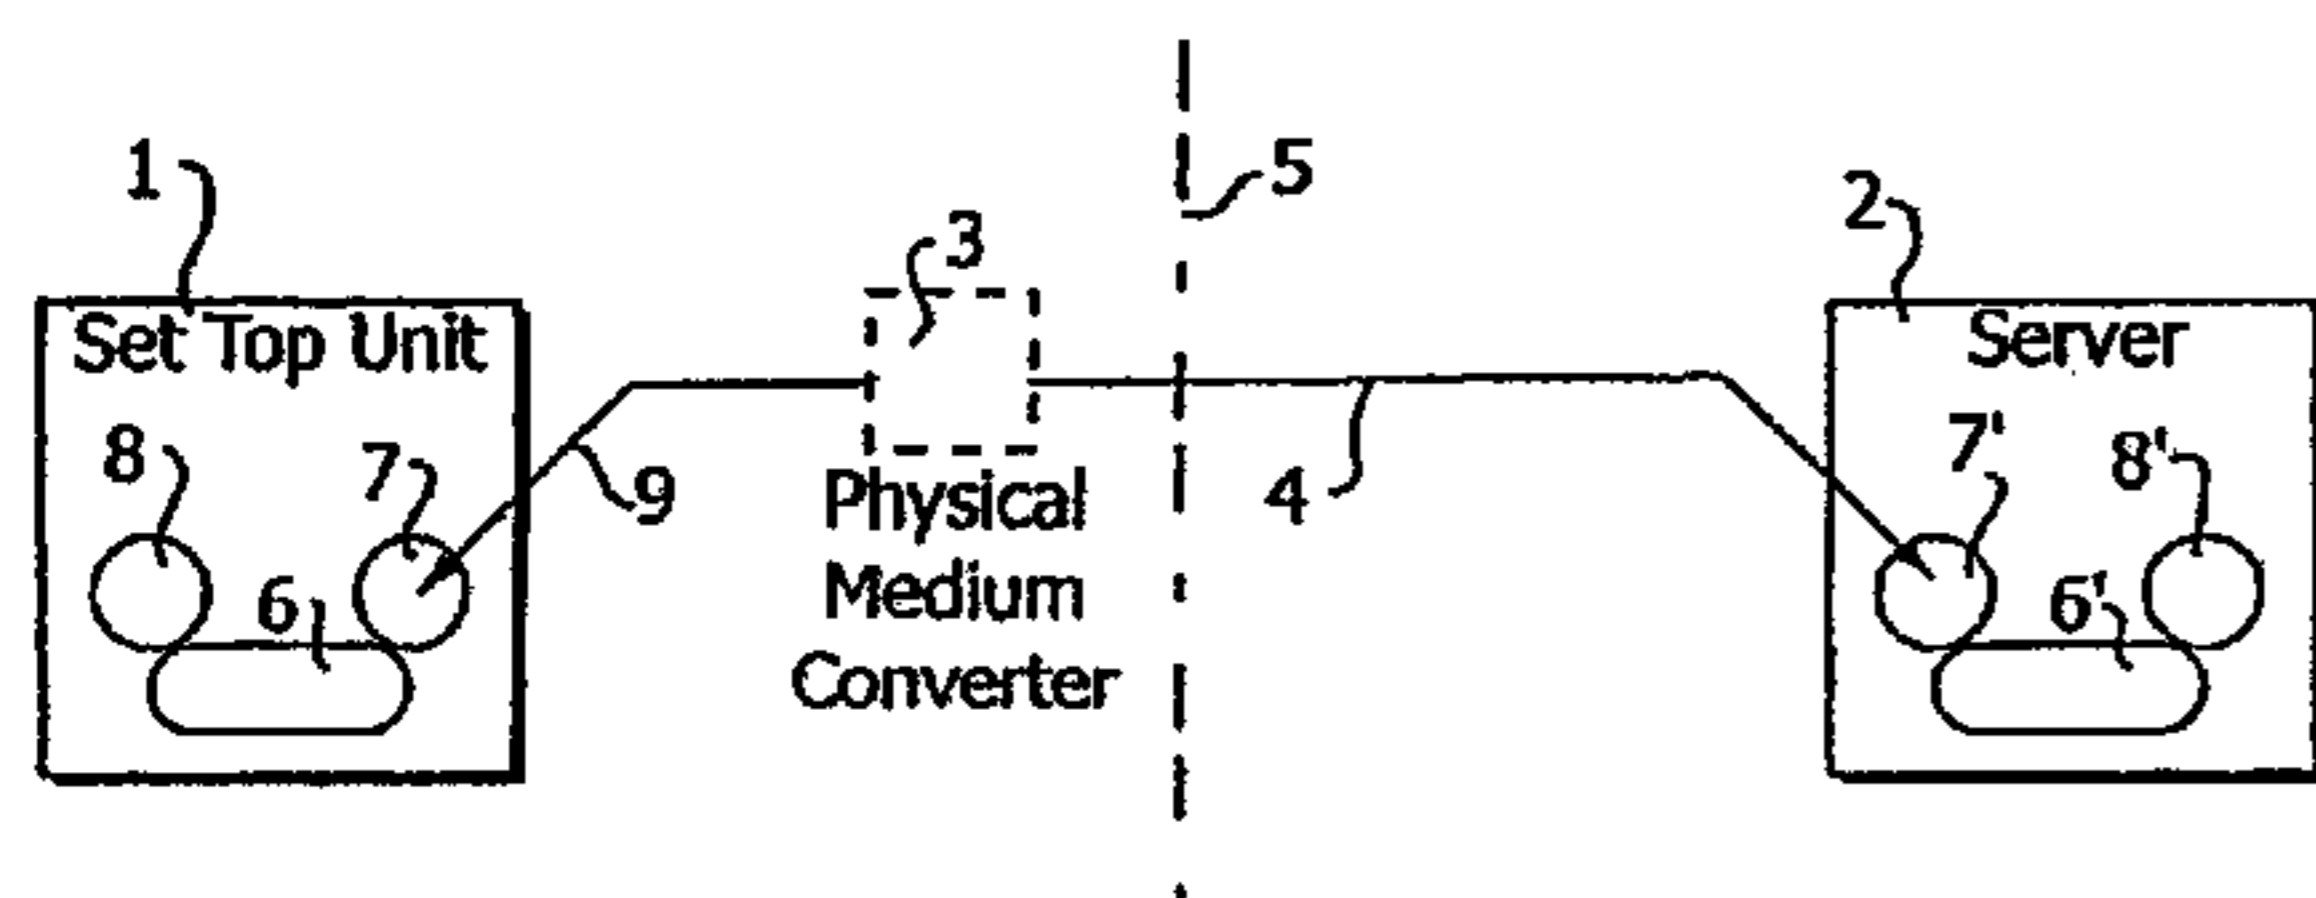 1
5
2
3
Set Top Unit
Server
8
7
9
4
7'
8'
Physical
Medium
Converter
6
6'